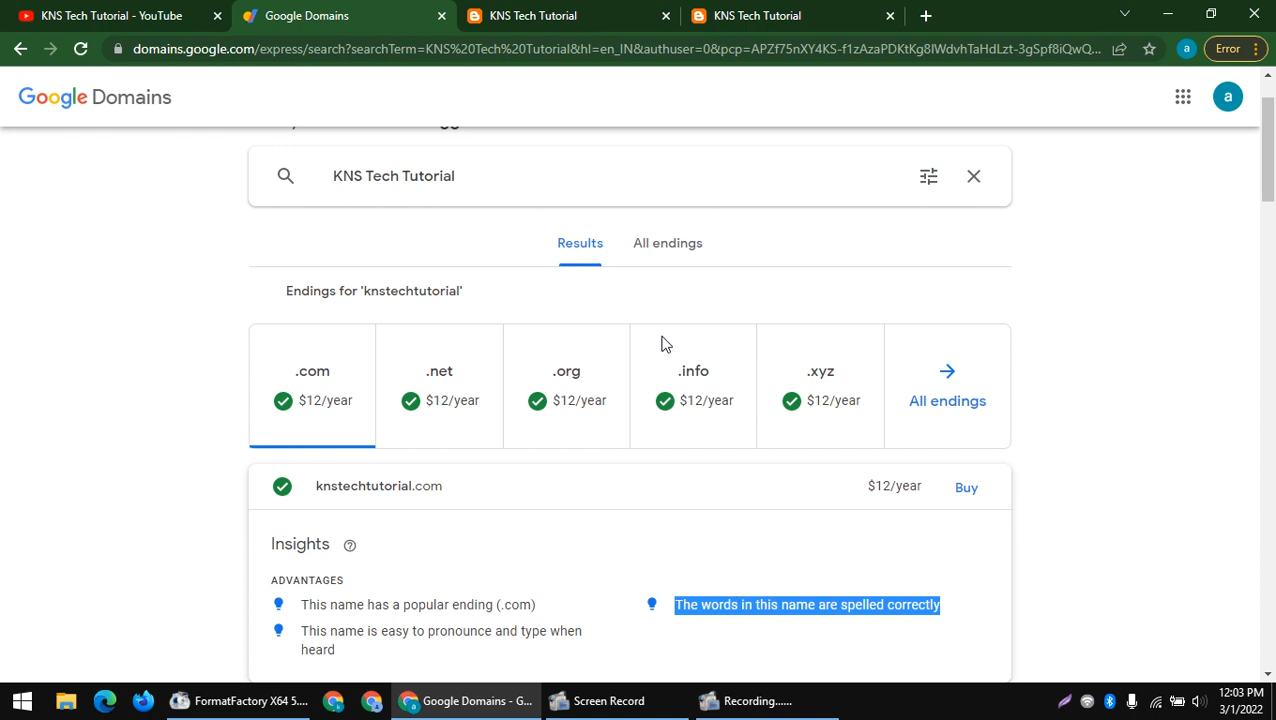 KNS Tech Tutorial - YouTube
Google Domains
KNS Tech Tutorial
KNS Tech Tutorial
domains.google.com/express/search?searchTerm=KNS%20Tech%20Tutorial&hl=en_IN&authuser=0&pcp=APZf75nXY4KS-f1zAzaPDKtKg8IWdvhTaHdLzt-3gSpf8iQwQ...
a
Error
Google Domains
a
KNS Tech Tutorial
Results
All endings
Endings for 'knstechtutorial'
.com
$12/year
.net
$12/year
.org
$12/year
.info
$12/year
.xyz
$12/year
All endings
knstechtutorial.com
$12/year
Buy
Insights
ADVANTAGES
This name has a popular ending (.com)
The words in this name are spelled correctly
This name is easy to pronounce and type when
heard
FormatFactory X64 5....
Google Domains - G...
Screen Record
Recording......
12:03 PM
3/1/2022